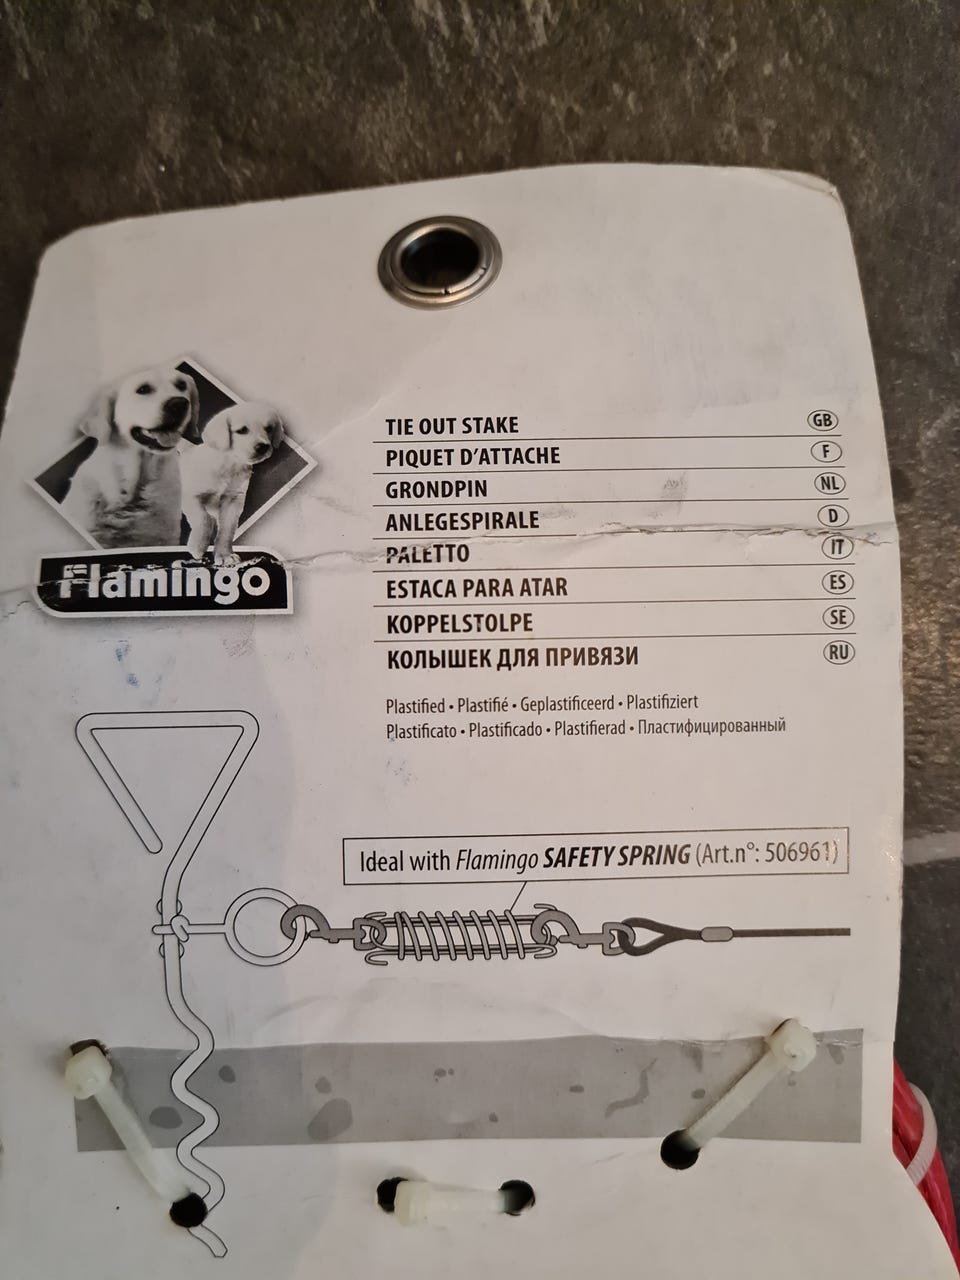 TIE OUT STAKE GB
PIQUET D'ATTACHE F
GRONDPIN NL
ANLEGESPIRALE D
PALETTO IT
Flamingo
ESTACA PARA ATAR ES
KOPPELSTOLPE SE
КОЛЫШЕК ДЛЯ ПРИВЯЗИ RU
Plastified • Plastifié • Geplastificeerd • Plastifiziert
Plastificato • Plastificado • Plastifierad • Пластифицированный
Ideal with Flamingo SAFETY SPRING (Art.n°: 506961)